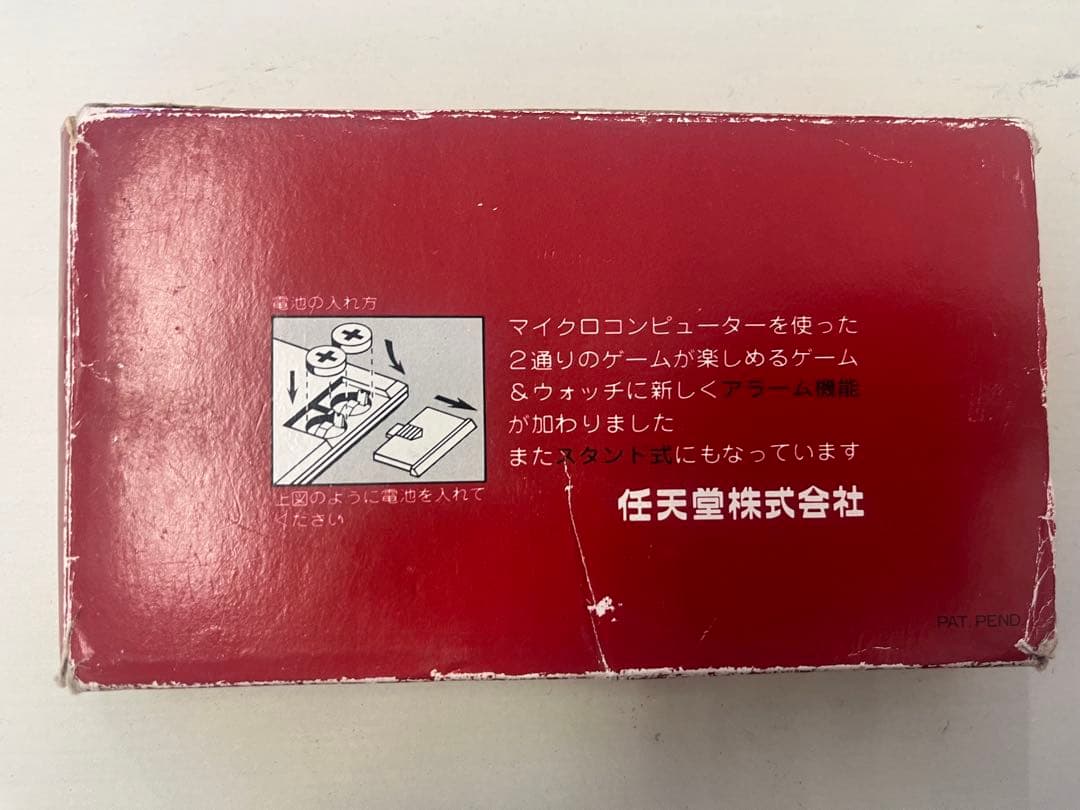 電池の入れ方
上図のように電池を入れて
ください
マイクロコンピューターを使った
2通りのゲームが楽しめるゲーム
&ウォッチに新しくアラーム機能
が加わりました
またスタンド式にもなっています
任天堂株式会社
PAT. PEND